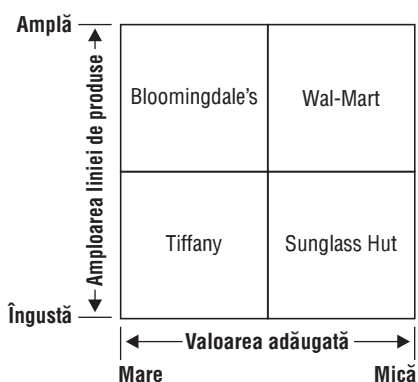 Amplă
Amploarea liniei de produse
Bloomingdale's
Wal-Mart
Tiffany
Sunglass Hut
Îngustă
Valoarea adăugată
Mare
Mică